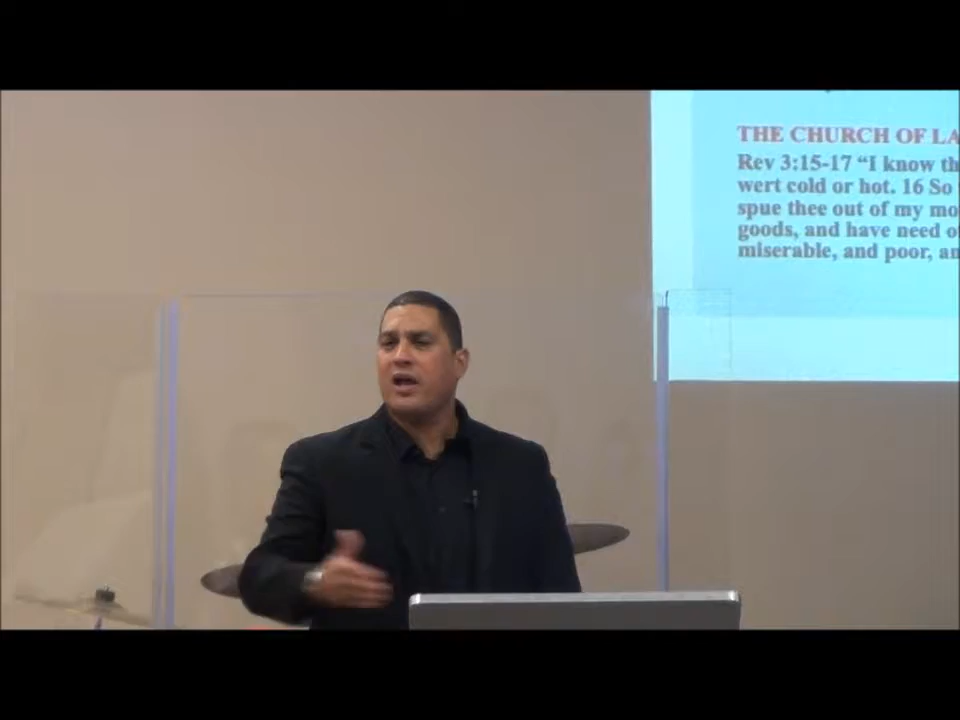 THE CHURCH OF LA
Rev 3:15-17 “I know th
wert cold or hot. 16 So
spue thee out of my mo
goods, and have need o
miserable, and poor, an